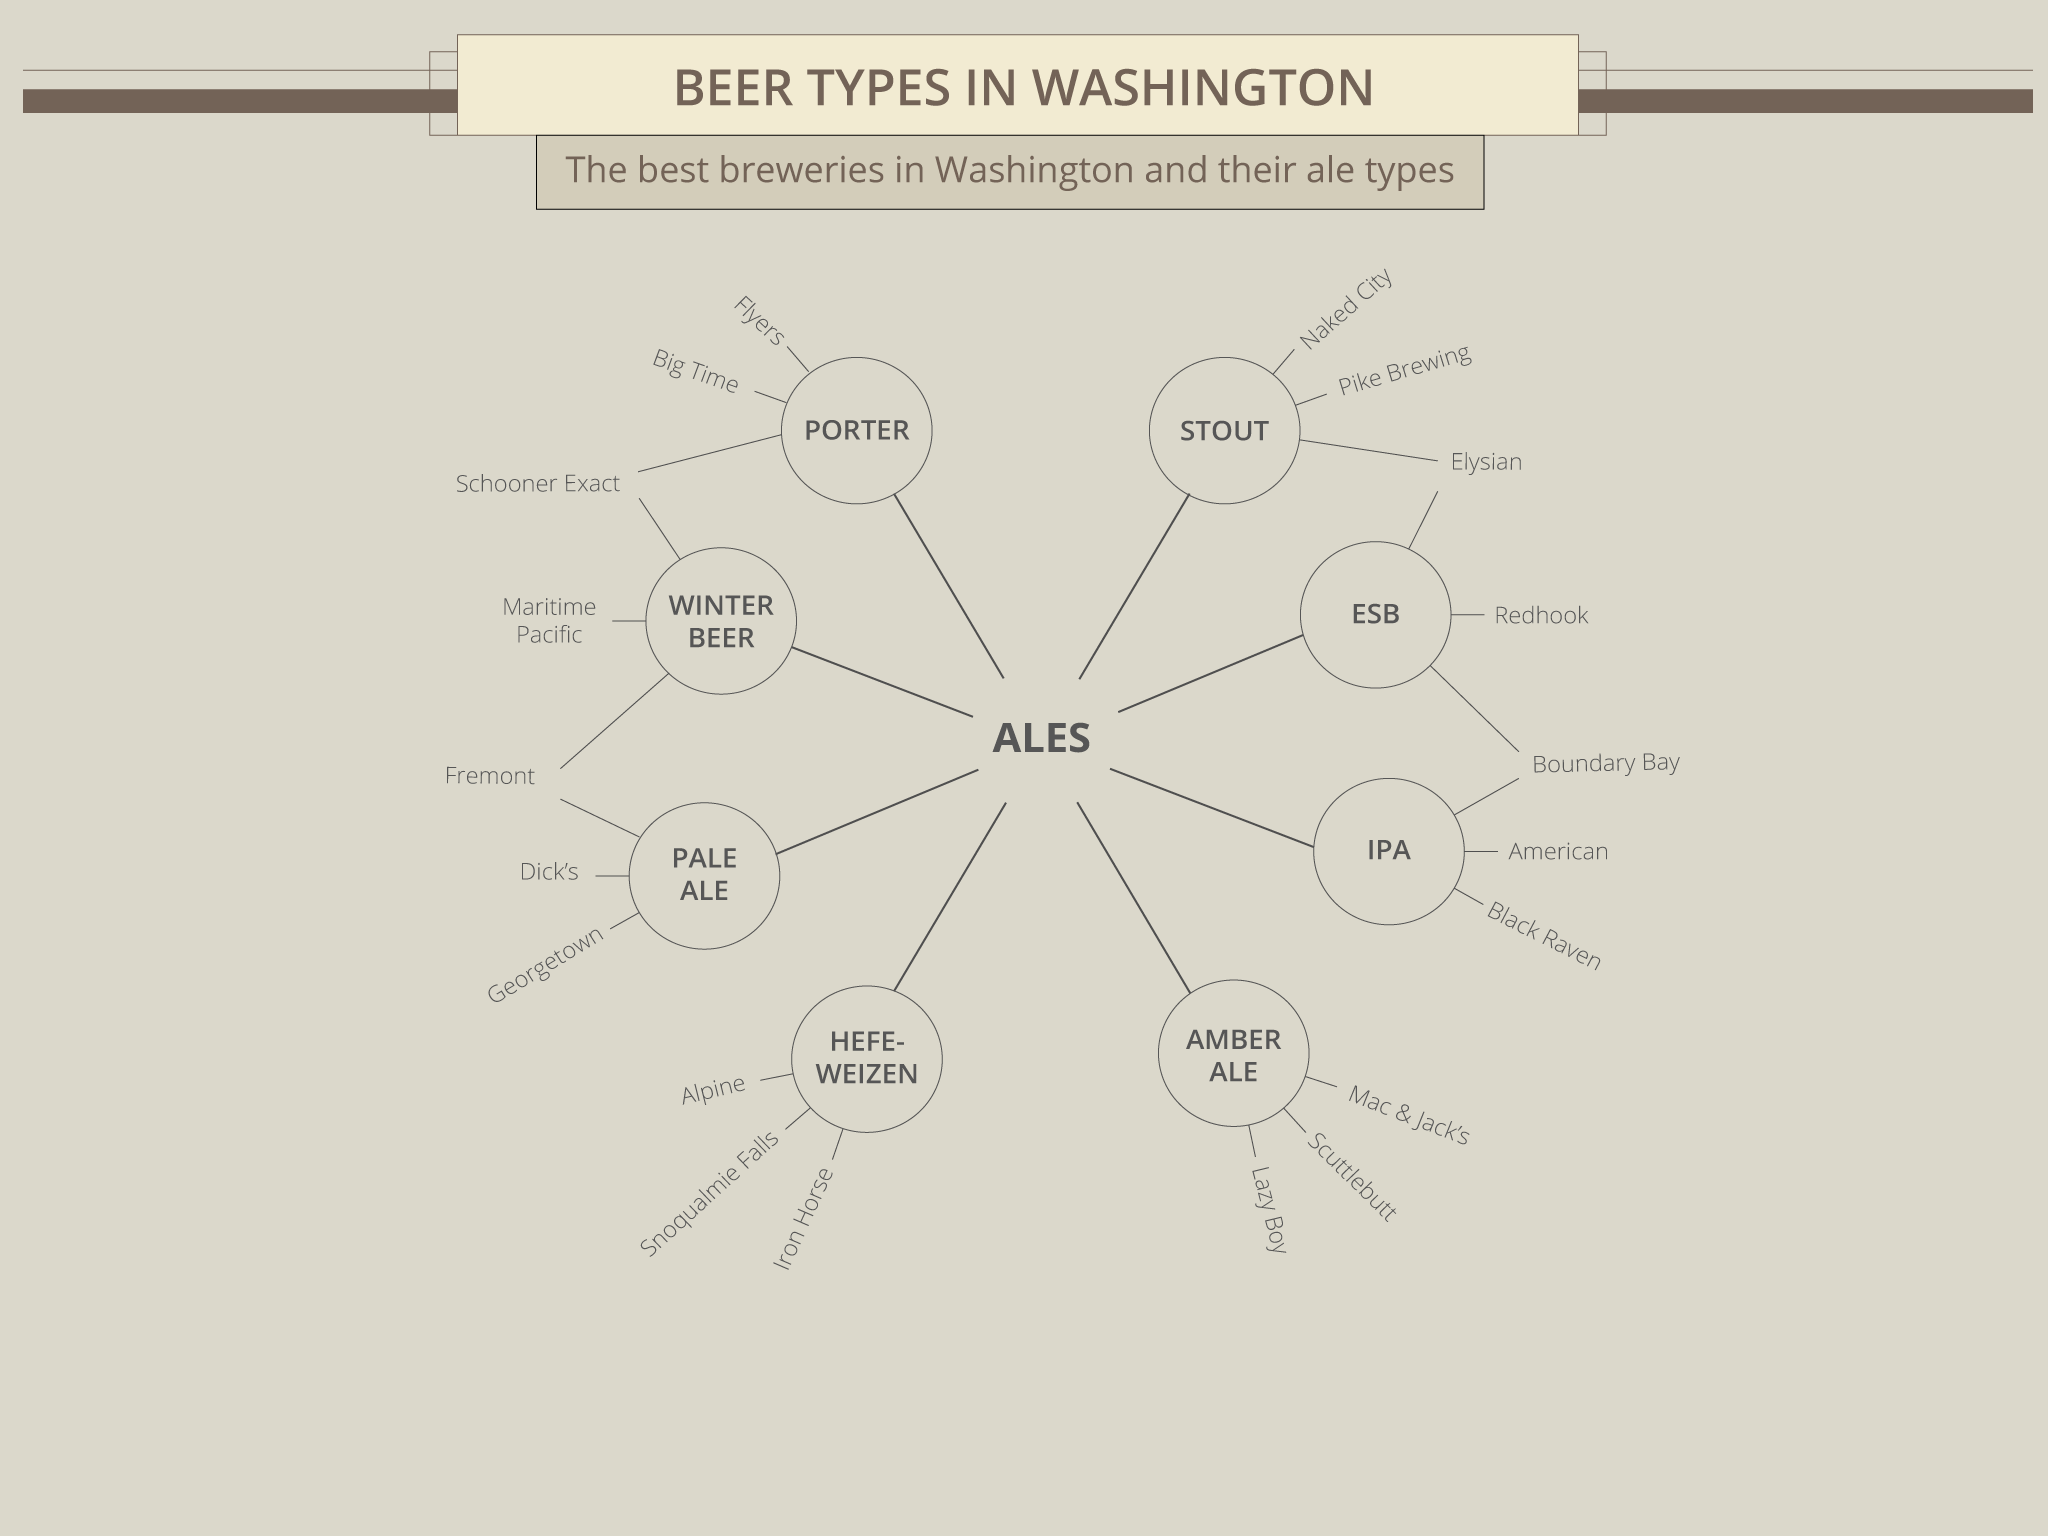 BEER TYPES IN WASHINGTON
The best breweries in Washington and their ale types
Flyers
Big Time
PORTER
Schooner Exact
WINTER
BEER
Maritime
Pacific
Fremont
PALE
ALE
Dick’s
Georgetown
HEFE-
WEIZEN
Alpine
Snoqualmie Falls
Iron Horse
ALES
Naked City
Pike Brewing
STOUT
Elysian
ESB
Redhook
Boundary Bay
IPA
American
Black Raven
AMBER
ALE
Mac & Jack’s
Scuttlebutt
Lazy Boy